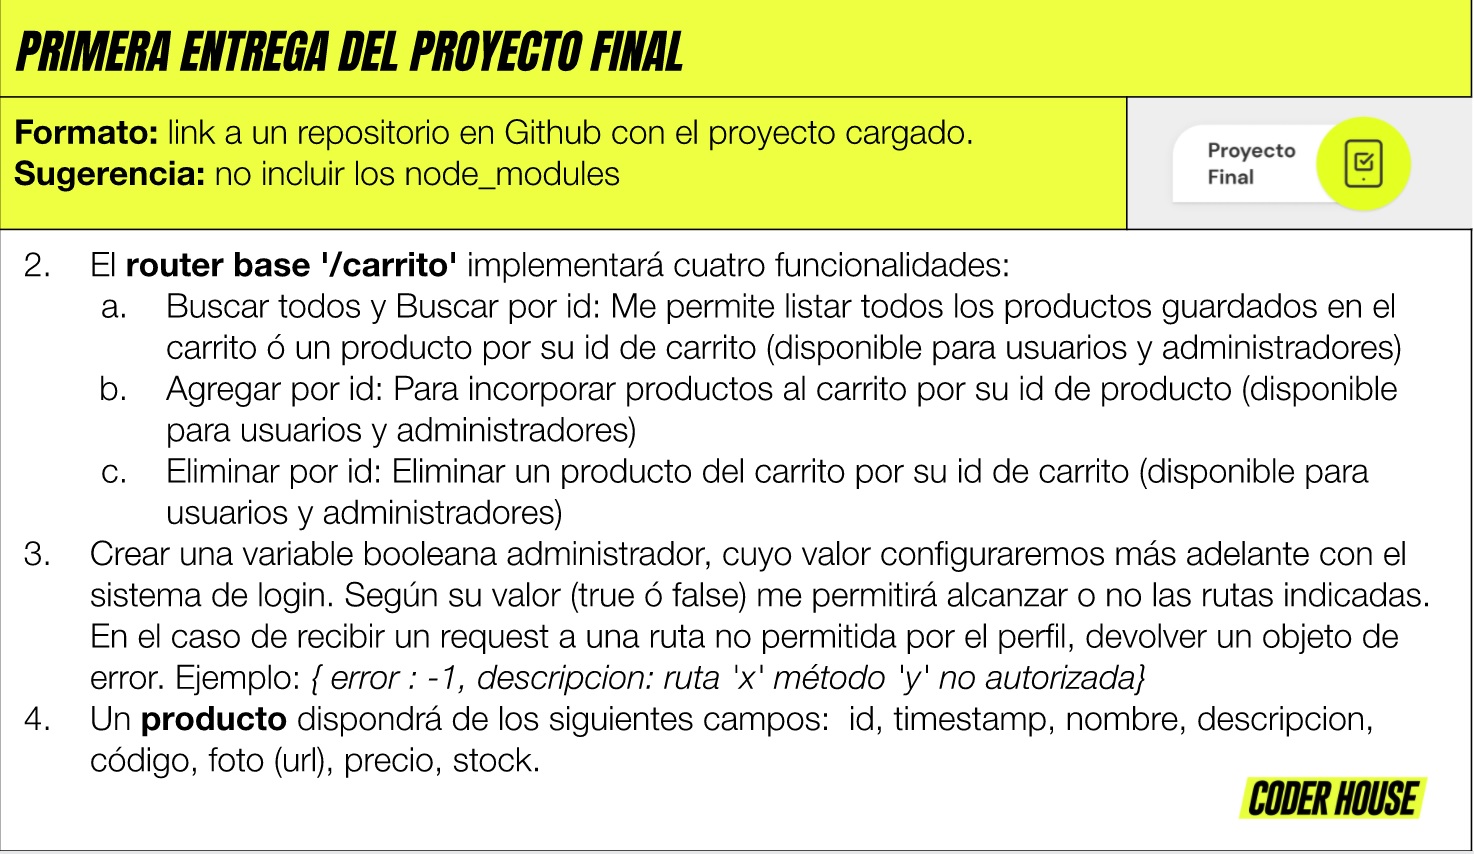 PRIMERA ENTREGA DEL PROYECTO FINAL
Formato: link a un repositorio en Github con el proyecto cargado.
Sugerencia: no incluir los node_modules
Proyecto
Final
2. El router base '/carrito' implementará cuatro funcionalidades:
a. Buscar todos y Buscar por id: Me permite listar todos los productos guardados en el
carrito ó un producto por su id de carrito (disponible para usuarios y administradores)
b. Agregar por id: Para incorporar productos al carrito por su id de producto (disponible
para usuarios y administradores)
c. Eliminar por id: Eliminar un producto del carrito por su id de carrito (disponible para
usuarios y administradores)
3. Crear una variable booleana administrador, cuyo valor configuraremos más adelante con el
sistema de login. Según su valor (true ó false) me permitirá alcanzar o no las rutas indicadas.
En el caso de recibir un request a una ruta no permitida por el perfil, devolver un objeto de
error. Ejemplo: { error : -1, descripcion: ruta 'x' método 'y' no autorizada}
4. Un producto dispondrá de los siguientes campos: id, timestamp, nombre, descripcion,
código, foto (url), precio, stock.
CODER HOUSE